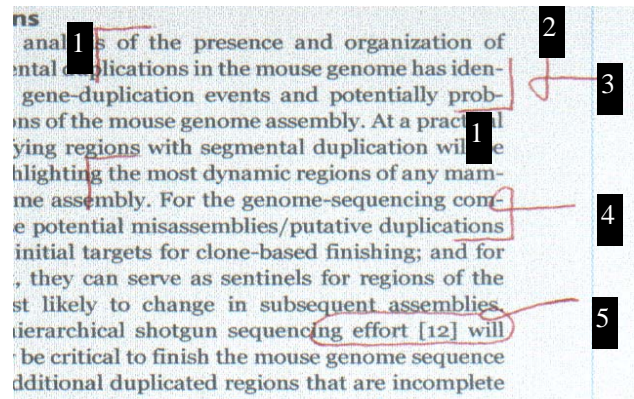 ns
1 2
anal s of the presence and organization of
ental duplications in the mouse genome has iden-
gene-duplication events and potentially prob-
3
ons of the mouse genome assembly. At a practical
1
ying regions with segmental duplication will be
hlighting the most dynamic regions of any mam-
me assembly. For the genome-sequencing com-
4
e potential misassemblies/putative duplications
initial targets for clone-based finishing; and for
, they can serve as sentinels for regions of the
st likely to change in subsequent assemblies.
5
ierarchical shotgun sequencing effort [12] will
be critical to finish the mouse genome sequence
dditional duplicated regions that are incomplete